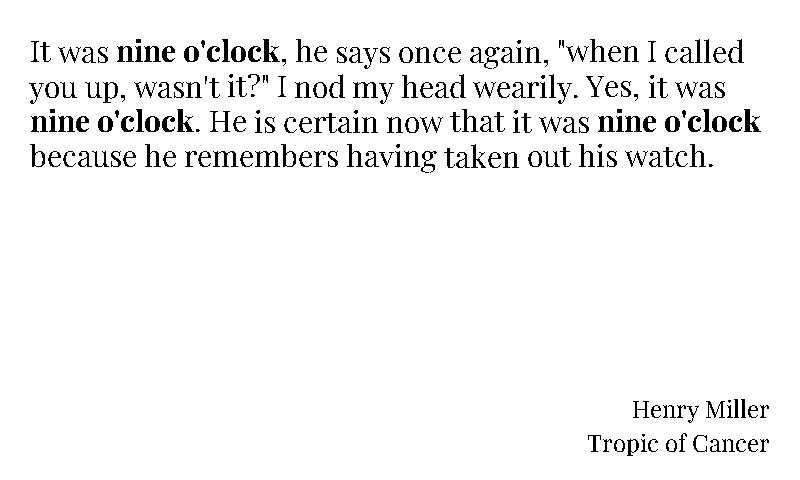 It was nine o'clock, he says once again, "when I called
you up, wasn't it?" I nod my head wearily. Yes, it was
nine o'clock. He is certain now that it was nine o'clock
because he remembers having taken out his watch.
Henry Miller
Tropic of Cancer